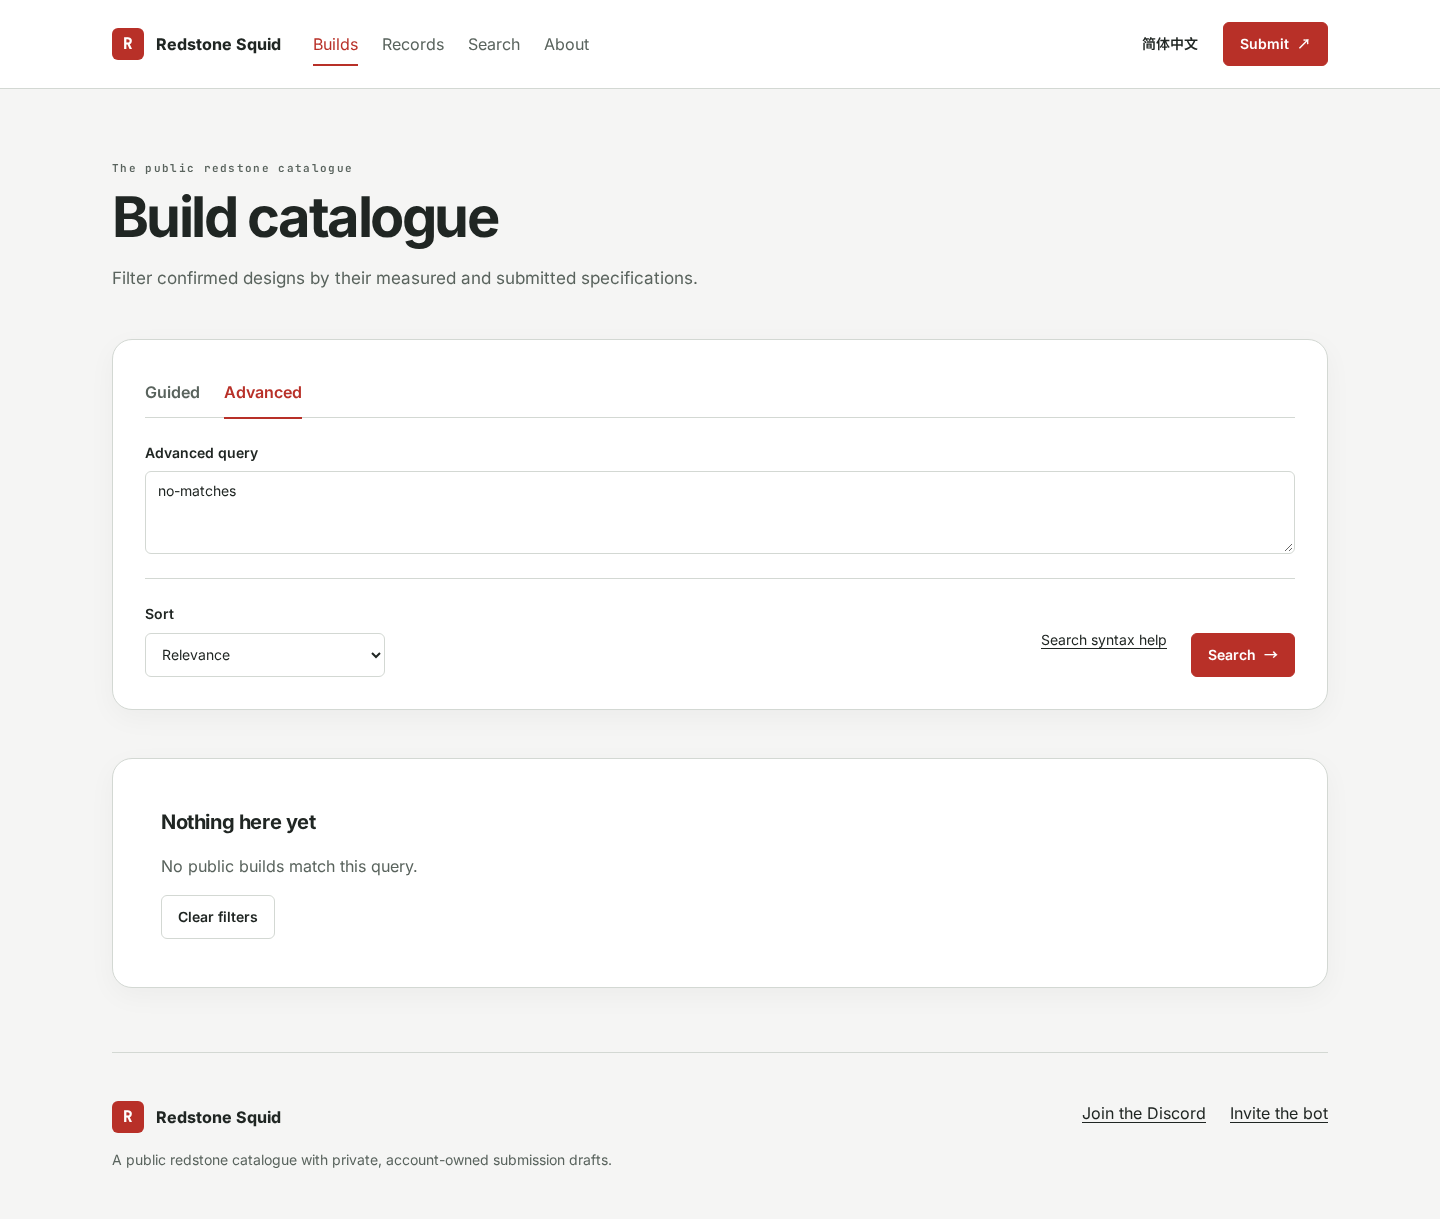 R Redstone Squid Builds Records Search About 简体中文 Submit ↗
The public redstone catalogue
Build catalogue
Filter confirmed designs by their measured and submitted specifications.
Guided Advanced
Advanced query
no-matches
Sort
Relevance Search syntax help Search →
Nothing here yet
No public builds match this query.
Clear filters
R Redstone Squid Join the Discord Invite the bot
A public redstone catalogue with private, account-owned submission drafts.